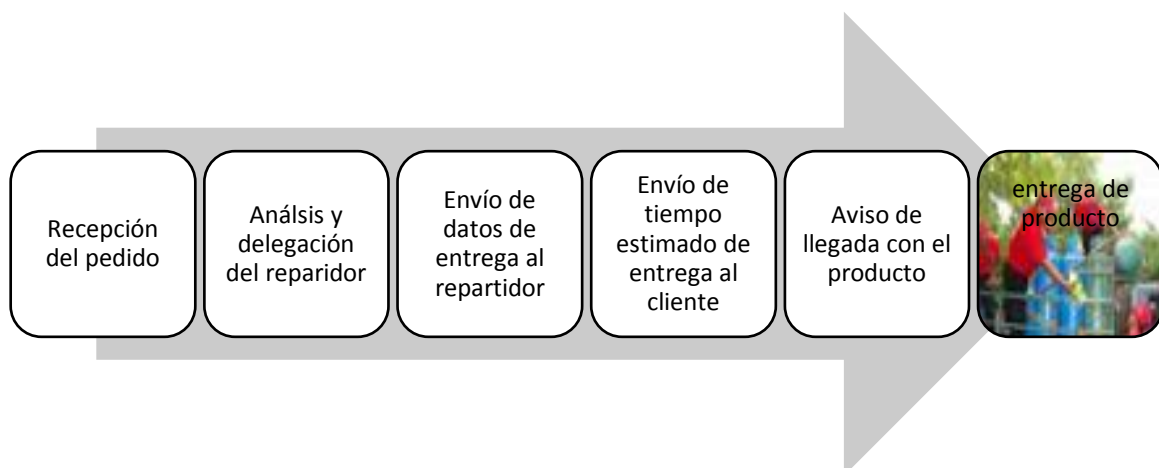 Recepción
del pedido
Análsis y
delegación
del reparidor
Envío de
datos de
entrega al
repartidor
Envío de
tiempo
estimado de
entrega al
cliente
Aviso de
llegada con el
producto
entrega de
producto